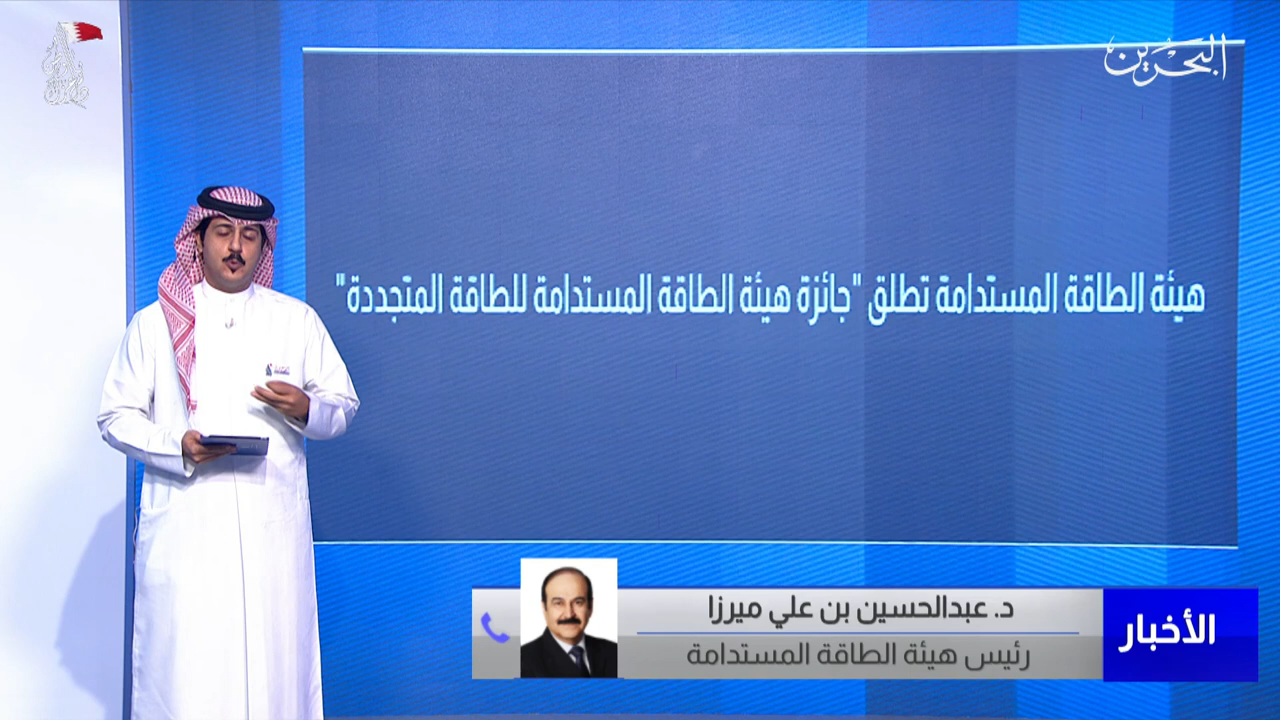 البحرين
هيئة الطاقة المستدامة تطلق "جائزة هيئة الطاقة المستدامة للطاقة المتجددة"
د. عبدالحسين بن علي ميرزا
رئيس هيئة الطاقة المستدامة
الأخبار